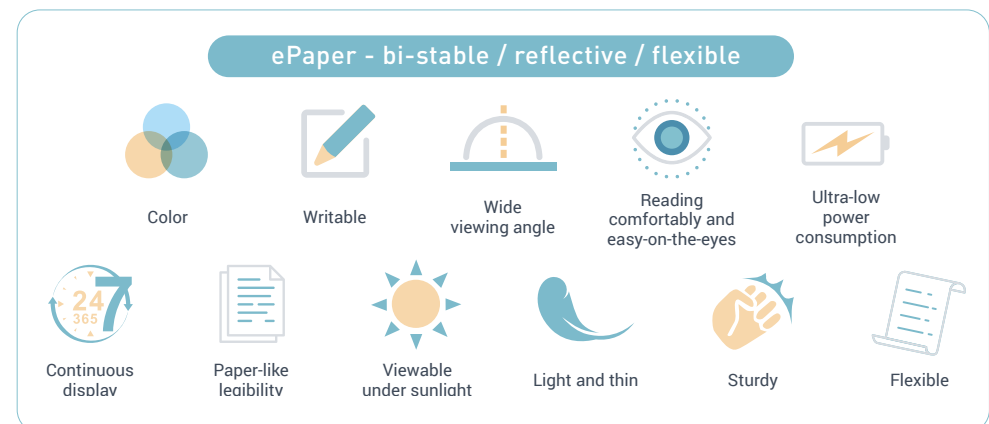 ePaper - bi-stable / reflective / flexible
Color
Writable
Wide
viewing angle
Reading
comfortably and
easy-on-the-eyes
Ultra-low
power
consumption
24
7
365
Continuous
display
Paper-like
legibility
Viewable
under sunlight
Light and thin
Sturdy
Flexible